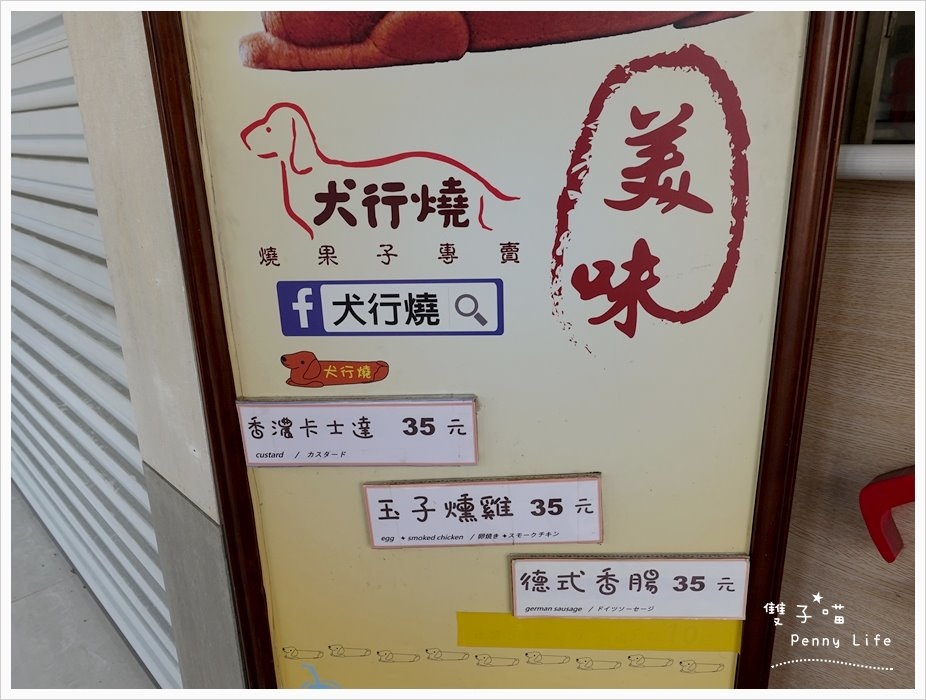 美味
犬行燒
燒果子專賣
f 犬行燒
犬行燒
香濃卡士達 35 元
custard / カスタード
玉子燻雞 35 元
egg +smoked chicken / 卵焼き+スモークチキン
德式香腸 35 元
german sausage / ドイツソーセージ
雙子喵
Penny Life